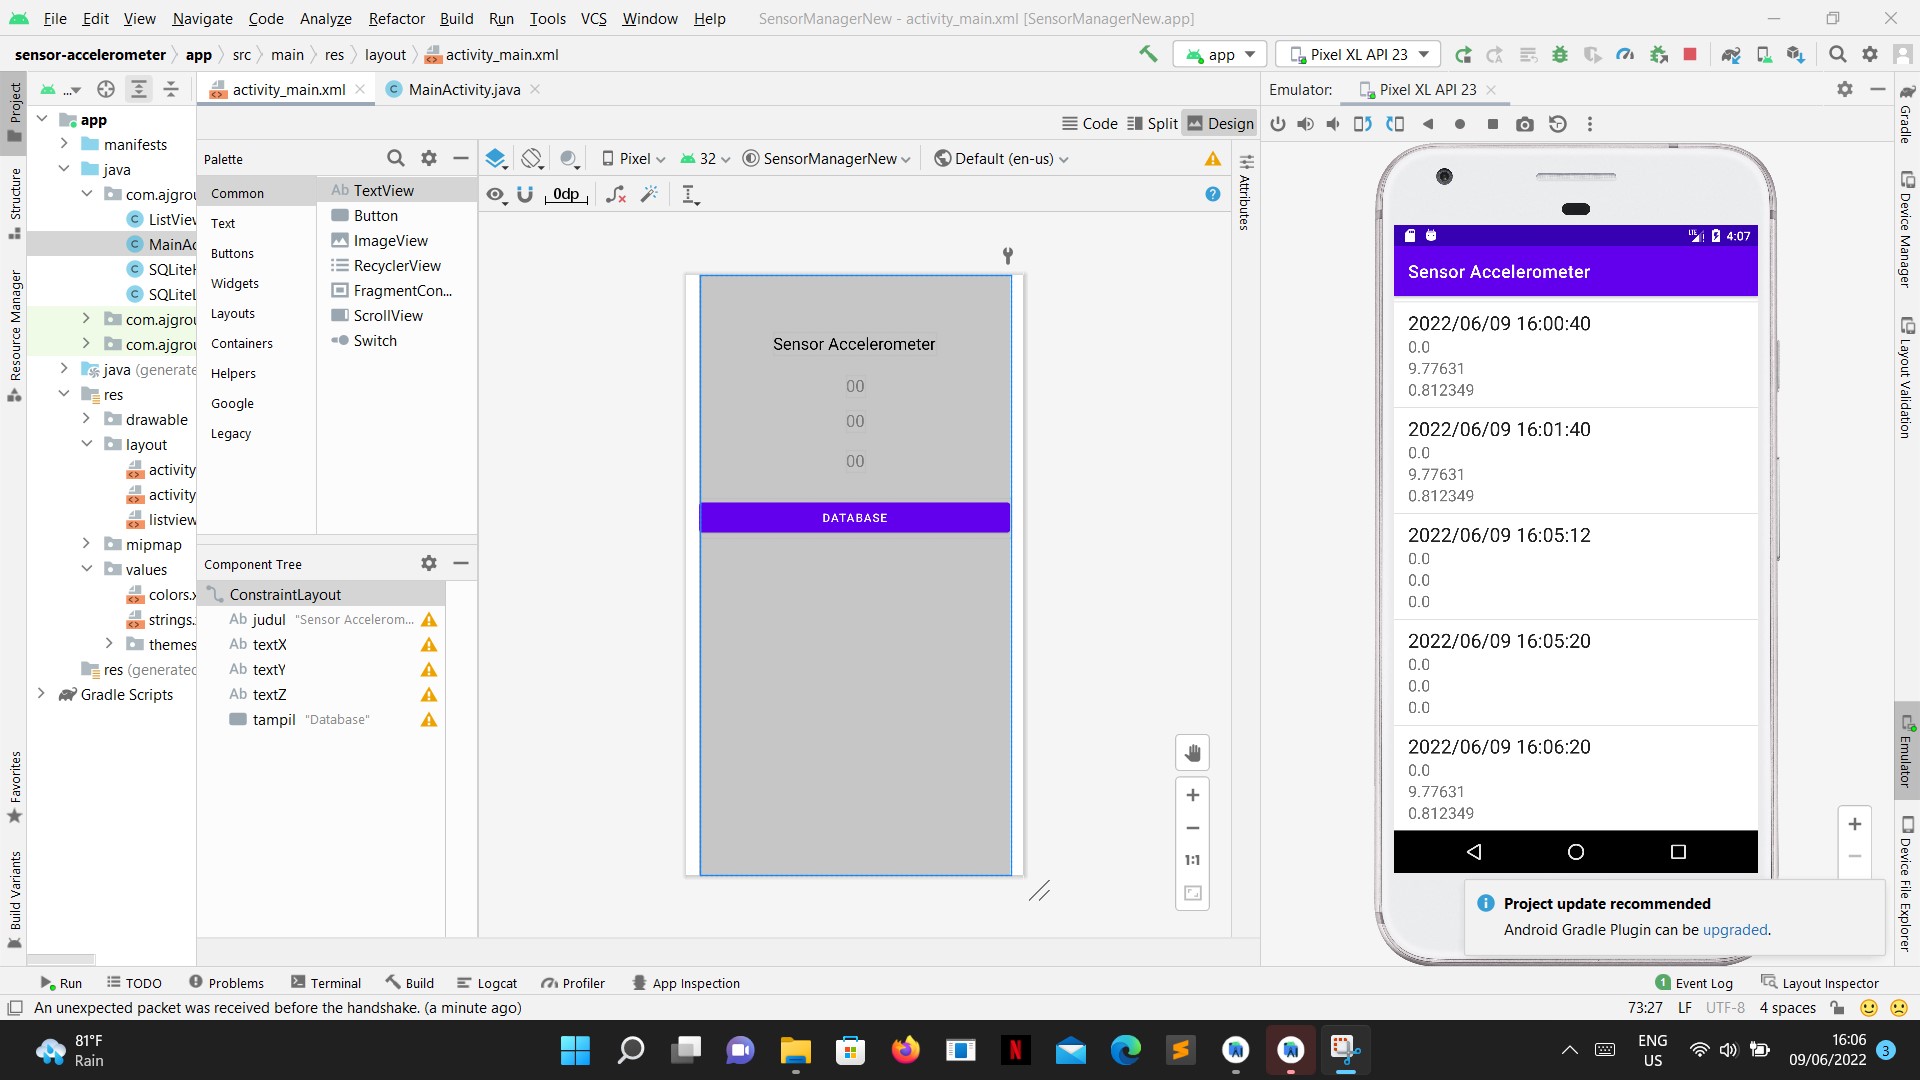 File Edit View Navigate Code Analyze Refactor Build Run Tools VCS Window Help SensorManagerNew - activity_main.xml [SensorManagerNew.app]
sensor-accelerometer app src main res layout activity_main.xml app Pixel XL API 23
... activity_main.xml MainActivity.java Emulator: Pixel XL API 23
Code Split Design
Project
Structure
Resource Manager
Favorites
Build Variants
app
manifests
java
com.ajgrou
ListView
MainAc
SQLiteH
SQLiteL
com.ajgrou
com.ajgrou
java (generate
res
drawable
layout
activity
activity
listview
mipmap
values
colors.x
strings.
themes
res (generated
Gradle Scripts
Palette
Common
Text
Buttons
Widgets
Layouts
Containers
Helpers
Google
Legacy
Ab TextView
Button
ImageView
RecyclerView
FragmentCon...
ScrollView
Switch
Component Tree
ConstraintLayout
Ab judul "Sensor Accelerom...
Ab textX
Ab textY
Ab textZ
tampil "Database"
Pixel 32 SensorManagerNew Default (en-us)
0dp
Sensor Accelerometer
00
00
00
DATABASE
1:1
Attributes
LTE 4:07
Sensor Accelerometer
2022/06/09 16:00:40
0.0
9.77631
0.812349
2022/06/09 16:01:40
0.0
9.77631
0.812349
2022/06/09 16:05:12
0.0
0.0
0.0
2022/06/09 16:05:20
0.0
0.0
0.0
2022/06/09 16:06:20
0.0
9.77631
0.812349
Project update recommended
Android Gradle Plugin can be upgraded.
Gradle
Device Manager
Layout Validation
Emulator
Device File Explorer
Run TODO Problems Terminal Build Logcat Profiler App Inspection 1 Event Log Layout Inspector
An unexpected packet was received before the handshake. (a minute ago) 73:27 LF UTF-8 4 spaces
81°F
Rain
N
ENG
US
16:06
09/06/2022
3